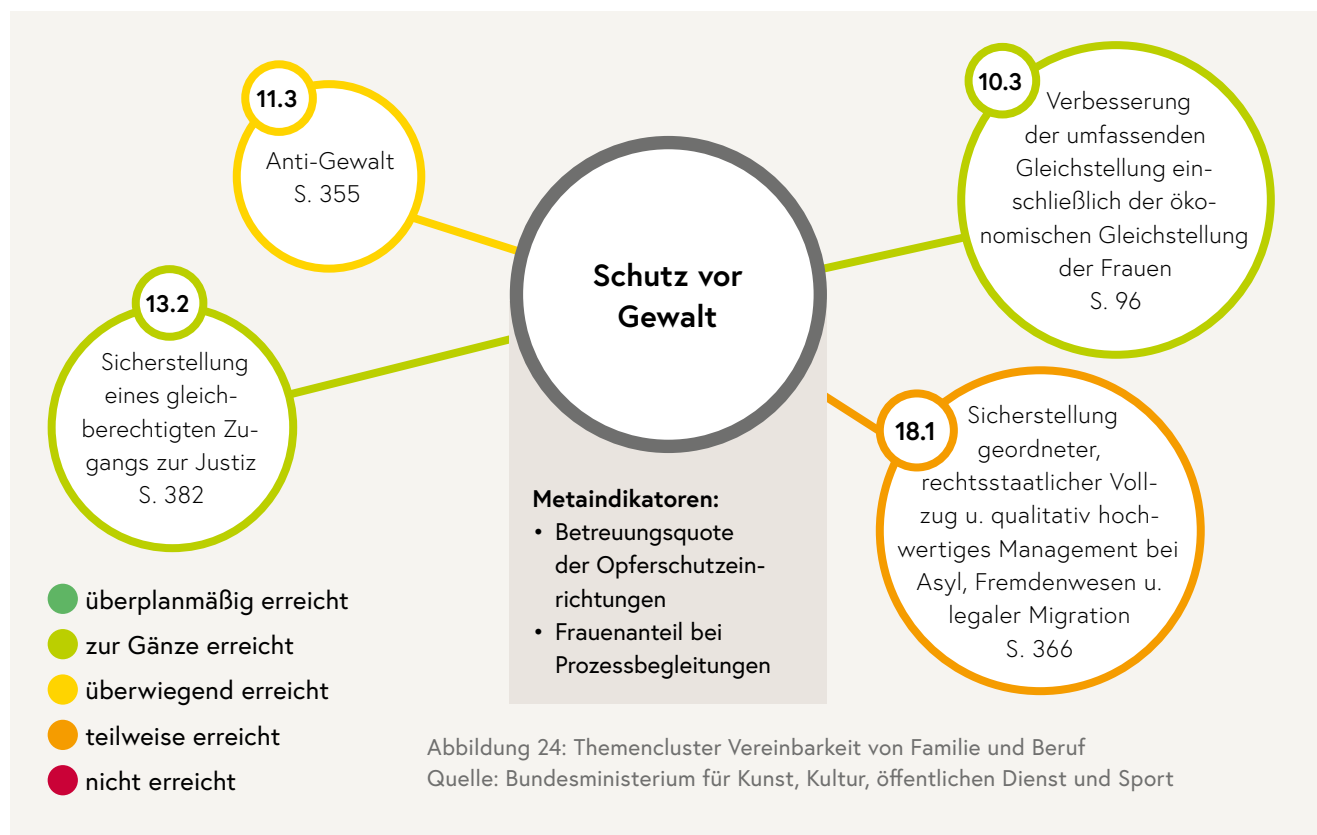 11.3
Anti-Gewalt
S. 355
10.3
Verbesserung
der umfassenden
Gleichstellung ein-
schließlich der öko-
nomischen Gleichstellung
der Frauen
S. 96
Schutz vor
Gewalt
13.2
Sicherstellung
eines gleich-
berechtigten Zu-
gangs zur Justiz
S. 382
18.1
Sicherstellung
geordneter,
rechtsstaatlicher Voll-
zug u. qualitativ hoch-
wertiges Management bei
Asyl, Fremdenwesen u.
legaler Migration
S. 366
Metaindikatoren:
• Betreuungsquote
der Opferschutzein-
richtungen
• Frauenanteil bei
Prozessbegleitungen
überplanmäßig erreicht
zur Gänze erreicht
überwiegend erreicht
teilweise erreicht
nicht erreicht
Abbildung 24: Themencluster Vereinbarkeit von Familie und Beruf
Quelle: Bundesministerium für Kunst, Kultur, öffentlichen Dienst und Sport